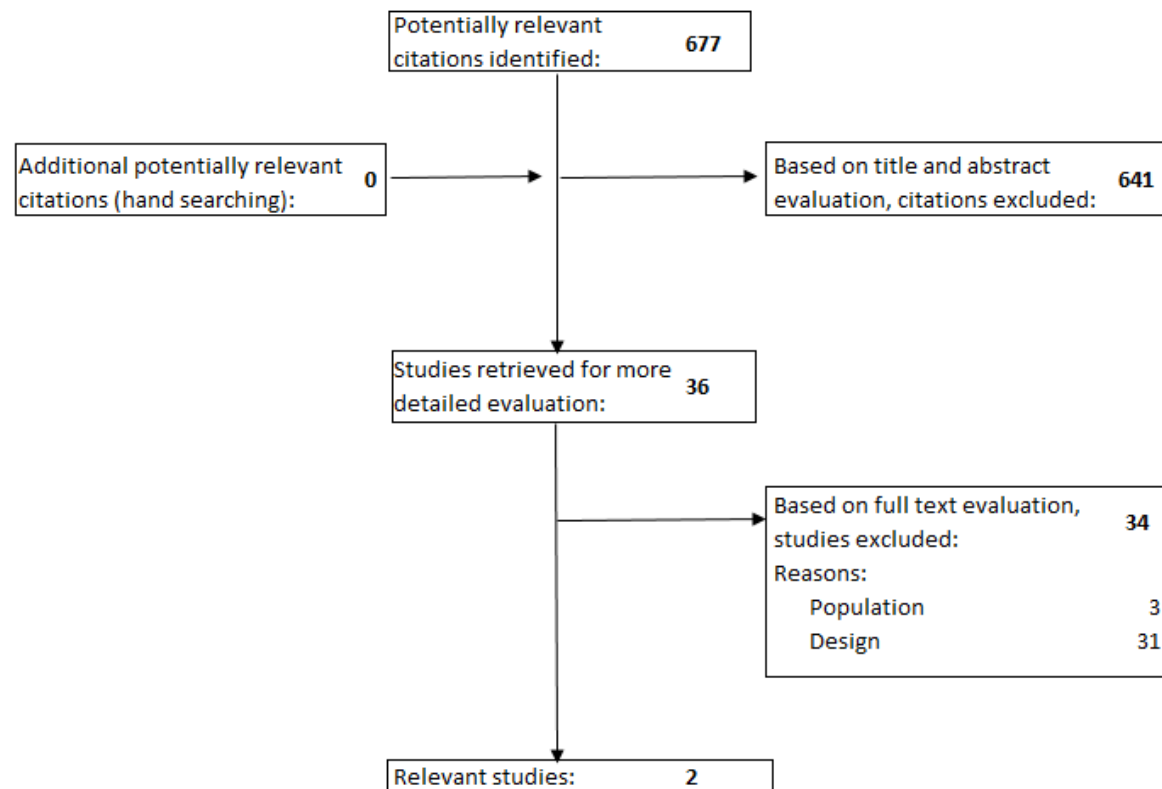 Potentially relevant
citations identified: 677
Additional potentially relevant
citations (hand searching): 0
Based on title and abstract
evaluation, citations excluded: 641
Studies retrieved for more
detailed evaluation: 36
Based on full text evaluation,
studies excluded: 34
Reasons:
Population 3
Design 31
Relevant studies: 2